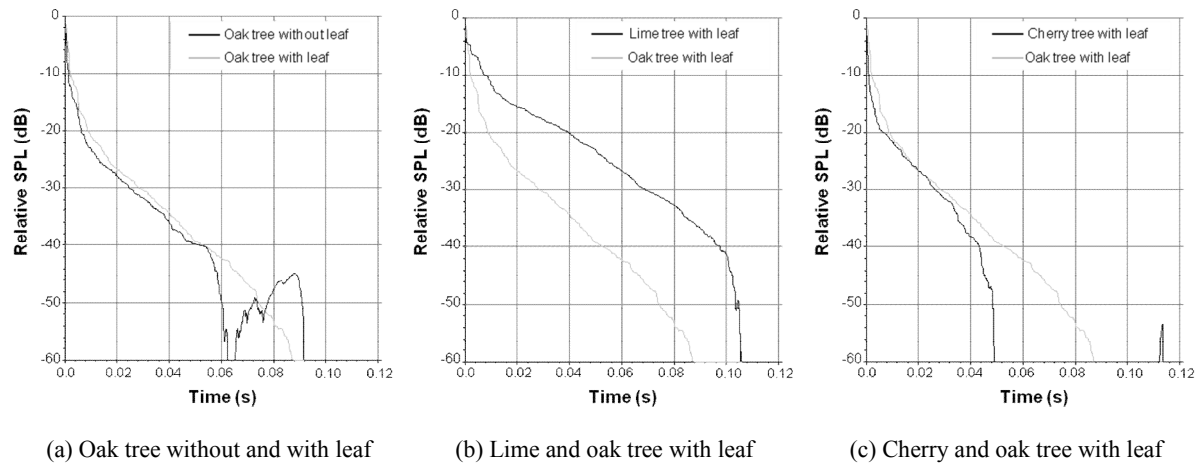 Relative SPL (dB)
0
-10
-20
-30
-40
-50
-60
Oak tree without leaf
Oak tree with leaf
0.0 0.02 0.04 0.06 0.08 0.10 0.12
Time (s)
(a) Oak tree without and with leaf
Relative SPL (dB)
0
-10
-20
-30
-40
-50
-60
Lime tree with leaf
Oak tree with leaf
0.0 0.02 0.04 0.06 0.08 0.10 0.12
Time (s)
(b) Lime and oak tree with leaf
Relative SPL (dB)
0
-10
-20
-30
-40
-50
-60
Cherry tree with leaf
Oak tree with leaf
0.0 0.02 0.04 0.06 0.08 0.10 0.12
Time (s)
(c) Cherry and oak tree with leaf